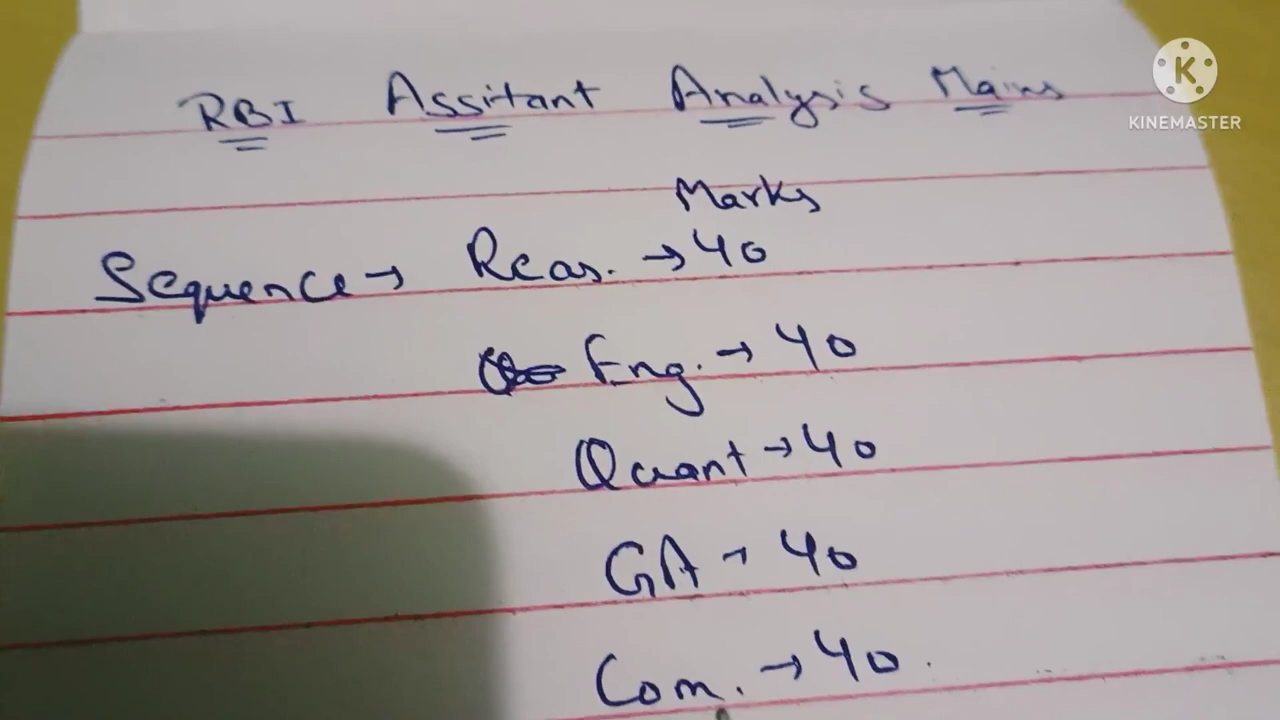 RBI Assitant Analysis Mains
K
KINEMASTER
Marks
Sequence → Reas. → 40
Eng. → 40
Quant → 40
GA → 40
Com. → 40.